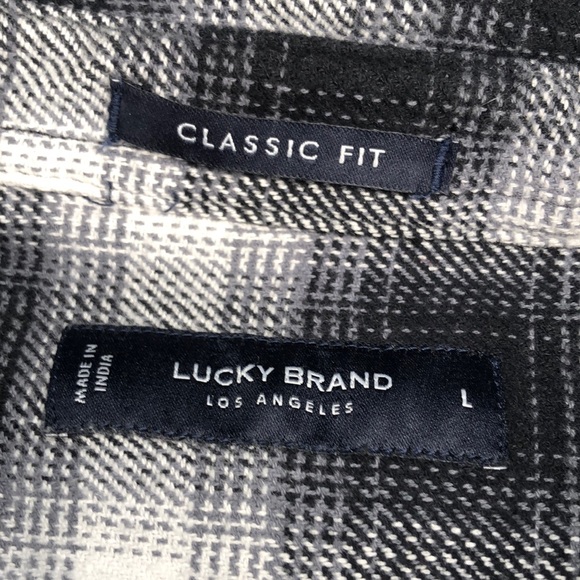 CLASSIC FIT
MADE IN
INDIA
LUCKY BRAND
LOS ANGELES
L